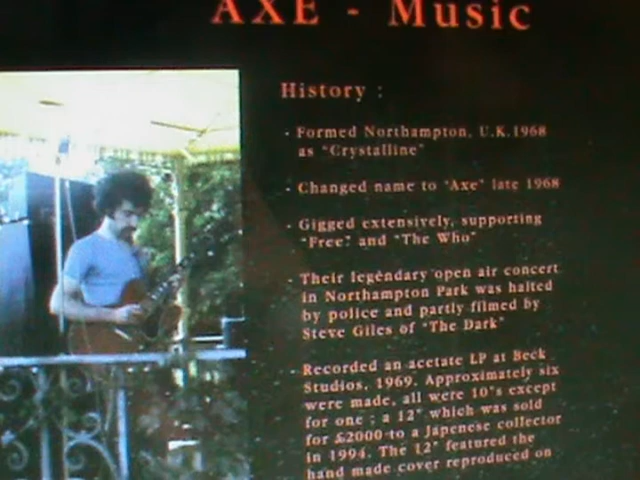 AXE - Music
History :
- Formed Northampton, U.K.1968
as "Crystalline"
- Changed name to "Axe" late 1968
- Gigged extensively, supporting
"Free" and "The Who"
- Their legendary open air concert
in Northampton Park was halted
by police and partly filmed by
Steve Giles of "The Dark"
- Recorded an acetate LP at Beck
Studios, 1969. Approximately six
were made, all were 10"s except
for one ; a 12" which was sold
for £2000 to a Japenese collector
in 1994. The 12" featured the
hand made cover reproduced on